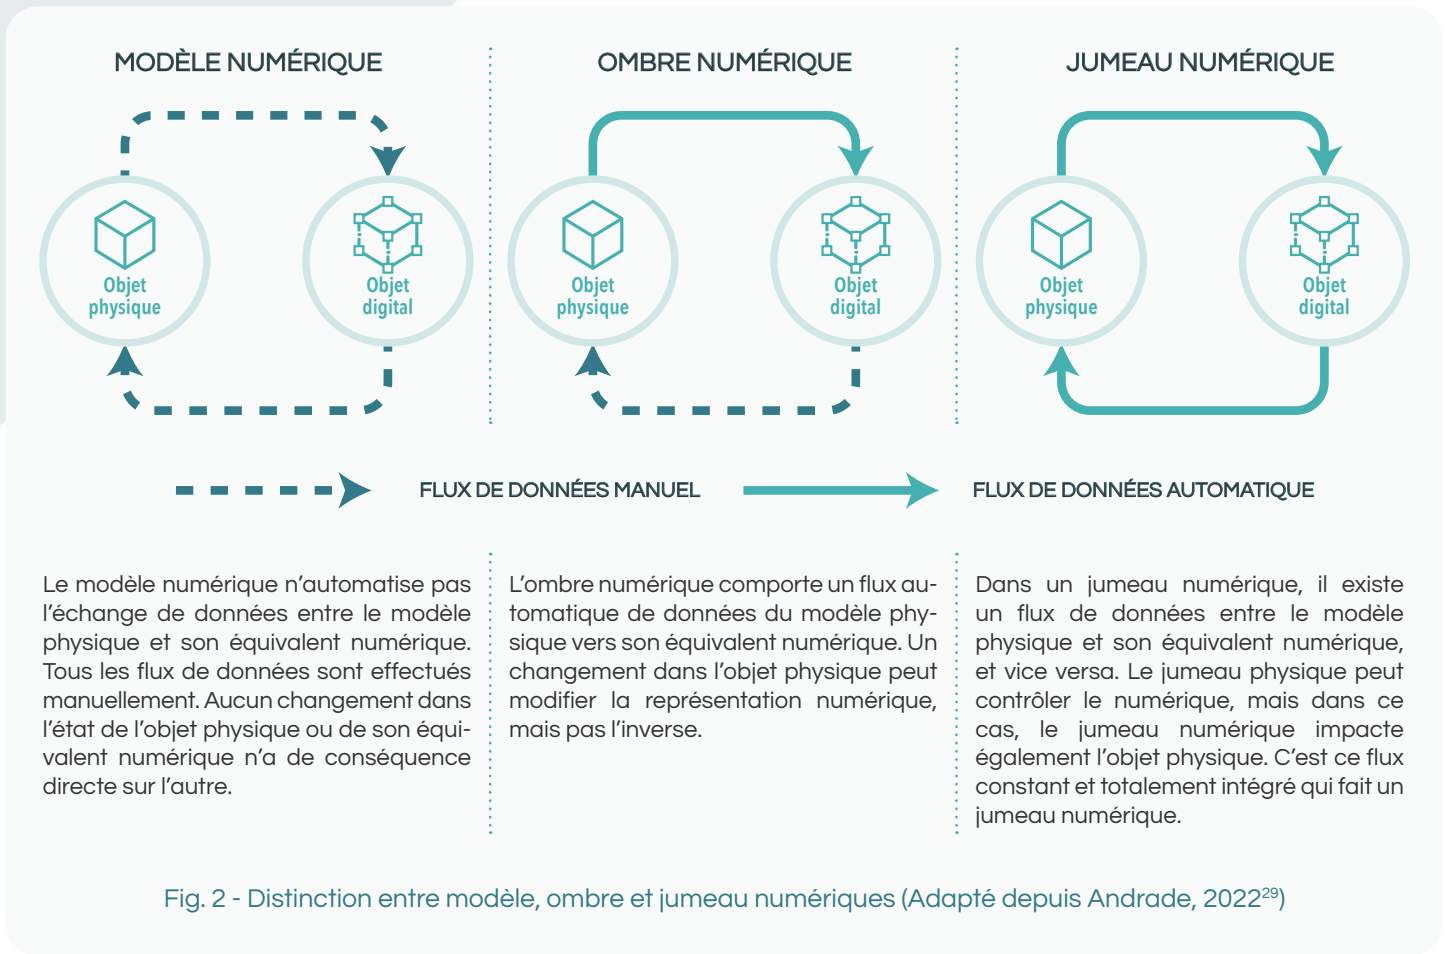 MODÈLE NUMÉRIQUE
Objet
physique
Objet
digital
OMBRE NUMÉRIQUE
Objet
physique
Objet
digital
JUMEAU NUMÉRIQUE
Objet
physique
Objet
digital
FLUX DE DONNÉES MANUEL
FLUX DE DONNÉES AUTOMATIQUE
Le modèle numérique n’automatise pas
l’échange de données entre le modèle
physique et son équivalent numérique.
Tous les flux de données sont effectués
manuellement. Aucun changement dans
l’état de l’objet physique ou de son équi-
valent numérique n’a de conséquence
directe sur l’autre.
L’ombre numérique comporte un flux au-
tomatique de données du modèle phy-
sique vers son équivalent numérique. Un
changement dans l’objet physique peut
modifier la représentation numérique,
mais pas l’inverse.
Dans un jumeau numérique, il existe
un flux de données entre le modèle
physique et son équivalent numérique,
et vice versa. Le jumeau physique peut
contrôler le numérique, mais dans ce
cas, le jumeau numérique impacte
également l’objet physique. C’est ce flux
constant et totalement intégré qui fait un
jumeau numérique.
Fig. 2 - Distinction entre modèle, ombre et jumeau numériques (Adapté depuis Andrade, 2022²⁹)